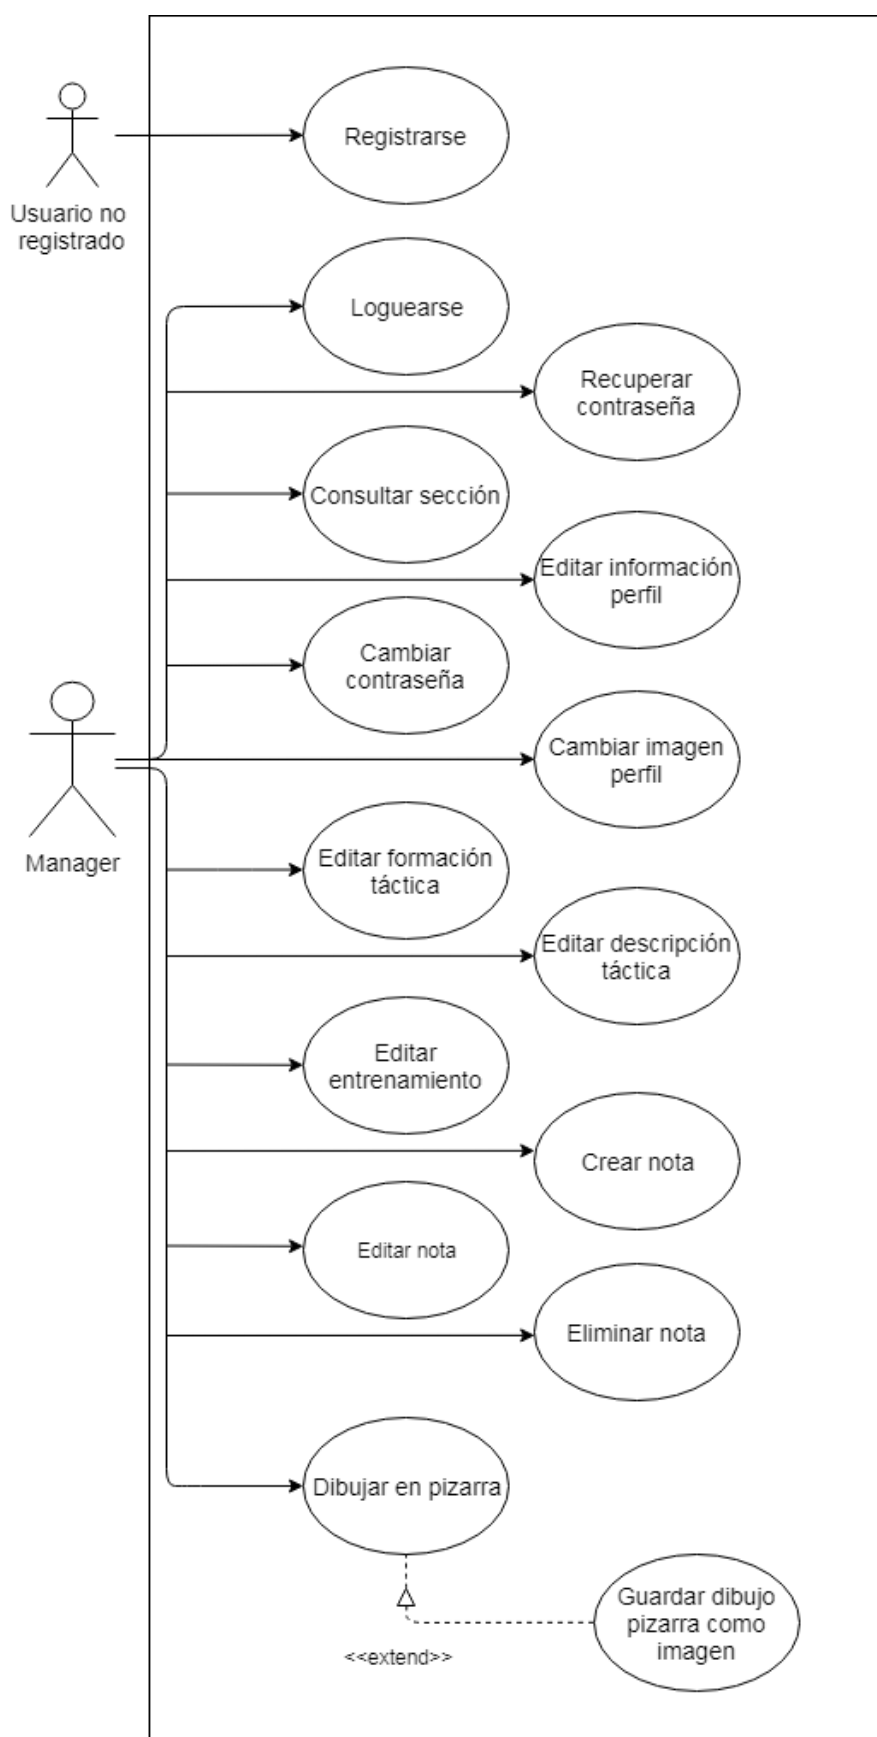 Registrarse
Usuario no
registrado
Loguearse
Recuperar
contraseña
Consultar sección
Editar información
perfil
Cambiar
contraseña
Cambiar imagen
perfil
Manager
Editar formación
táctica
Editar descripción
táctica
Editar
entrenamiento
Crear nota
Editar nota
Eliminar nota
Dibujar en pizarra
Guardar dibujo
pizarra como
imagen
<<extend>>